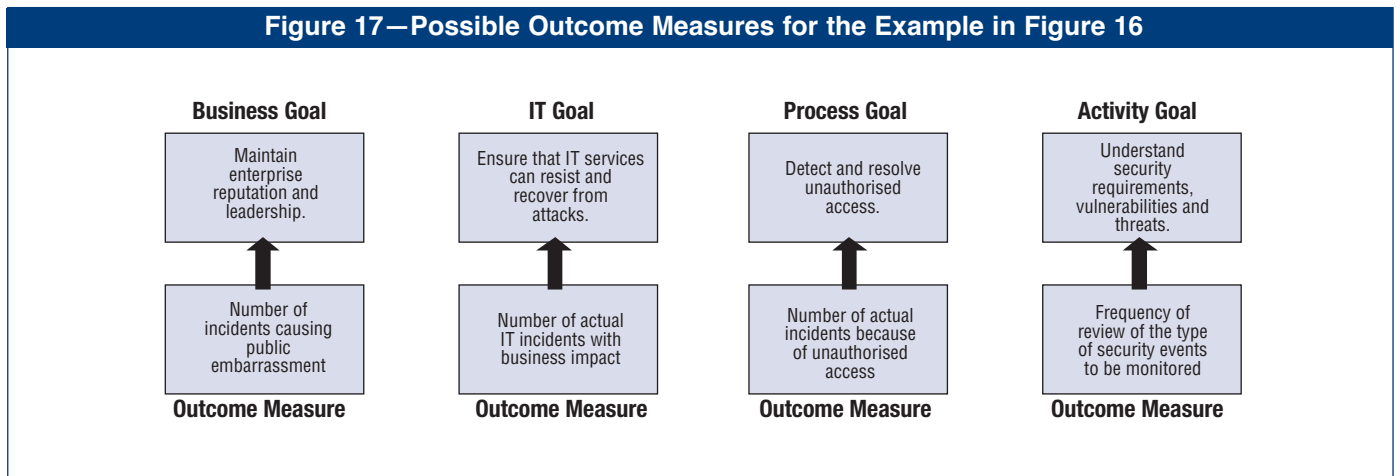 Figure 17—Possible Outcome Measures for the Example in Figure 16
Business Goal
Maintain
enterprise
reputation and
leadership.
Number of
incidents causing
public
embarrassment
Outcome Measure
IT Goal
Ensure that IT services
can resist and
recover from
attacks.
Number of actual
IT incidents with
business impact
Outcome Measure
Process Goal
Detect and resolve
unauthorised
access.
Number of actual
incidents because
of unauthorised
access
Outcome Measure
Activity Goal
Understand
security
requirements,
vulnerabilities and
threats.
Frequency of
review of the type
of security events
to be monitored
Outcome Measure